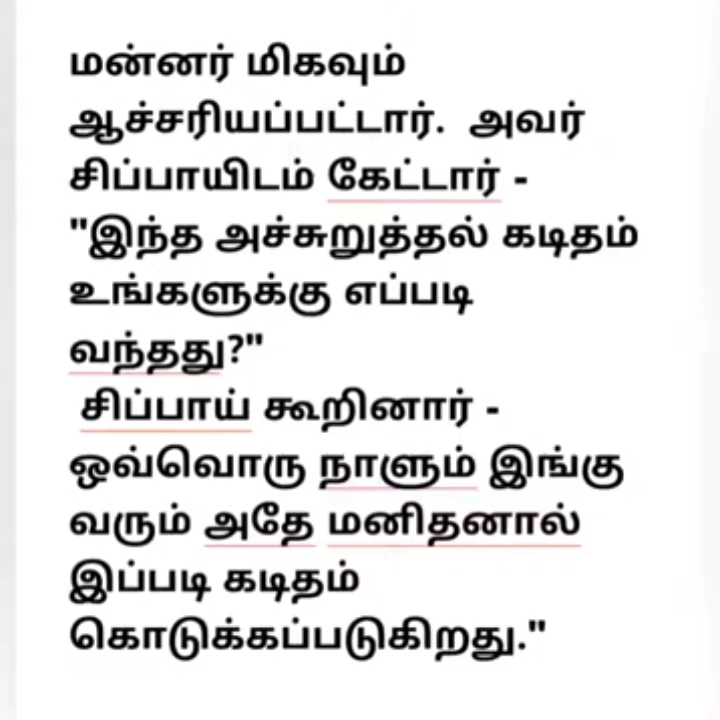 மன்னர் மிகவும்
ஆச்சரியப்பட்டார்.  அவர்
சிப்பாயிடம் கேட்டார் -
"இந்த அச்சுறுத்தல் கடிதம்
உங்களுக்கு எப்படி
வந்தது?"
சிப்பாய் கூறினார் -
ஒவ்வொரு நாளும் இங்கு
வரும் அதே மனிதனால்
இப்படி கடிதம்
கொடுக்கப்படுகிறது."